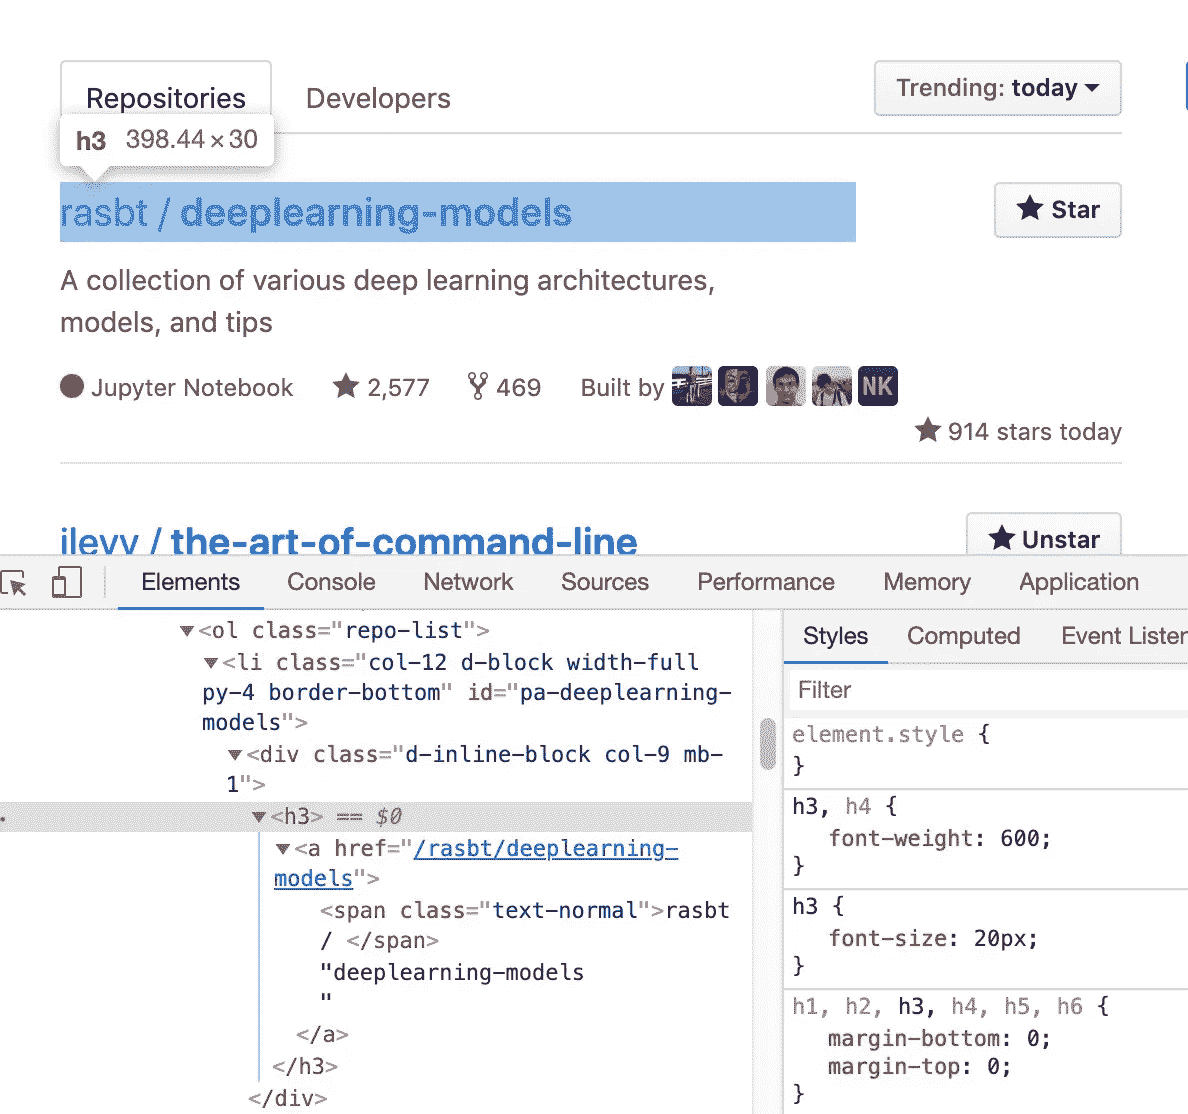 Repositories
Developers
Trending: today
h3 398.44 × 30
rasbt / deeplearning-models
Star
A collection of various deep learning architectures,
models, and tips
Jupyter Notebook 2,577 469 Built by NK
914 stars today
jlevy / the-art-of-command-line
Unstar
Elements Console Network Sources Performance Memory Application
<ol class="repo-list">
<li class="col-12 d-block width-full
py-4 border-bottom" id="pa-deeplearning-
models">
<div class="d-inline-block col-9 mb-
1">
<h3> == $0
<a href="/rasbt/deeplearning-
models">
<span class="text-normal">rasbt
/ </span>
"deeplearning-models
"
</a>
</h3>
</div>
Styles Computed Event Listen
Filter
element.style {
}
h3, h4 {
font-weight: 600;
}
h3 {
font-size: 20px;
}
h1, h2, h3, h4, h5, h6 {
margin-bottom: 0;
margin-top: 0;
}